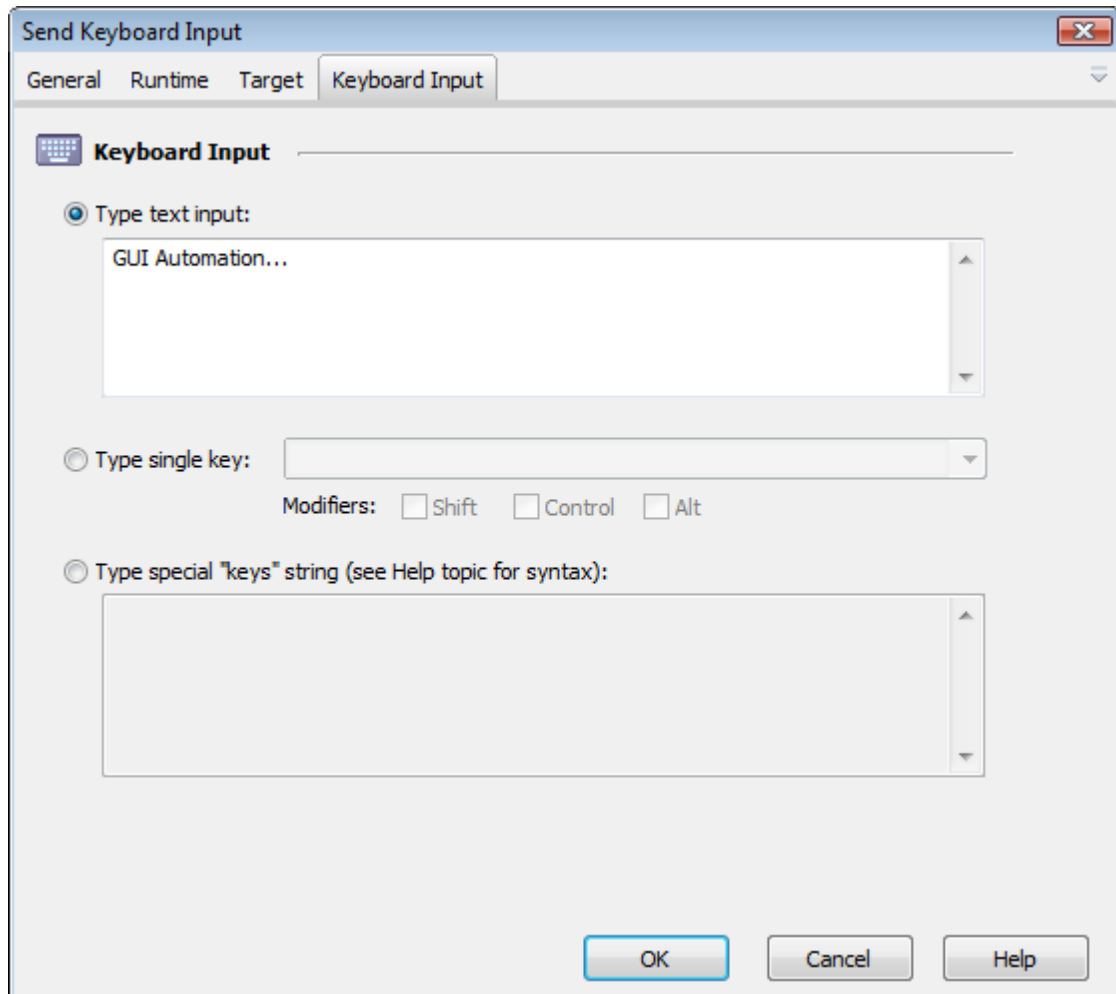 Send Keyboard Input
General Runtime Target Keyboard Input
Keyboard Input
Type text input:
GUI Automation...
Type single key:
Modifiers: Shift Control Alt
Type special "keys" string (see Help topic for syntax):
OK Cancel Help